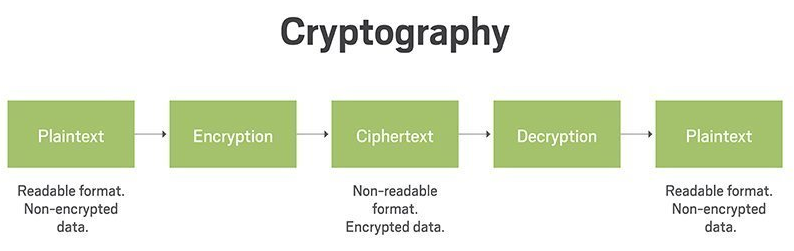 Cryptography
Plaintext
Encryption
Ciphertext
Decryption
Plaintext
Readable format.
Non-encrypted
data.
Non-readable
format.
Encrypted data.
Readable format.
Non-encrypted
data.